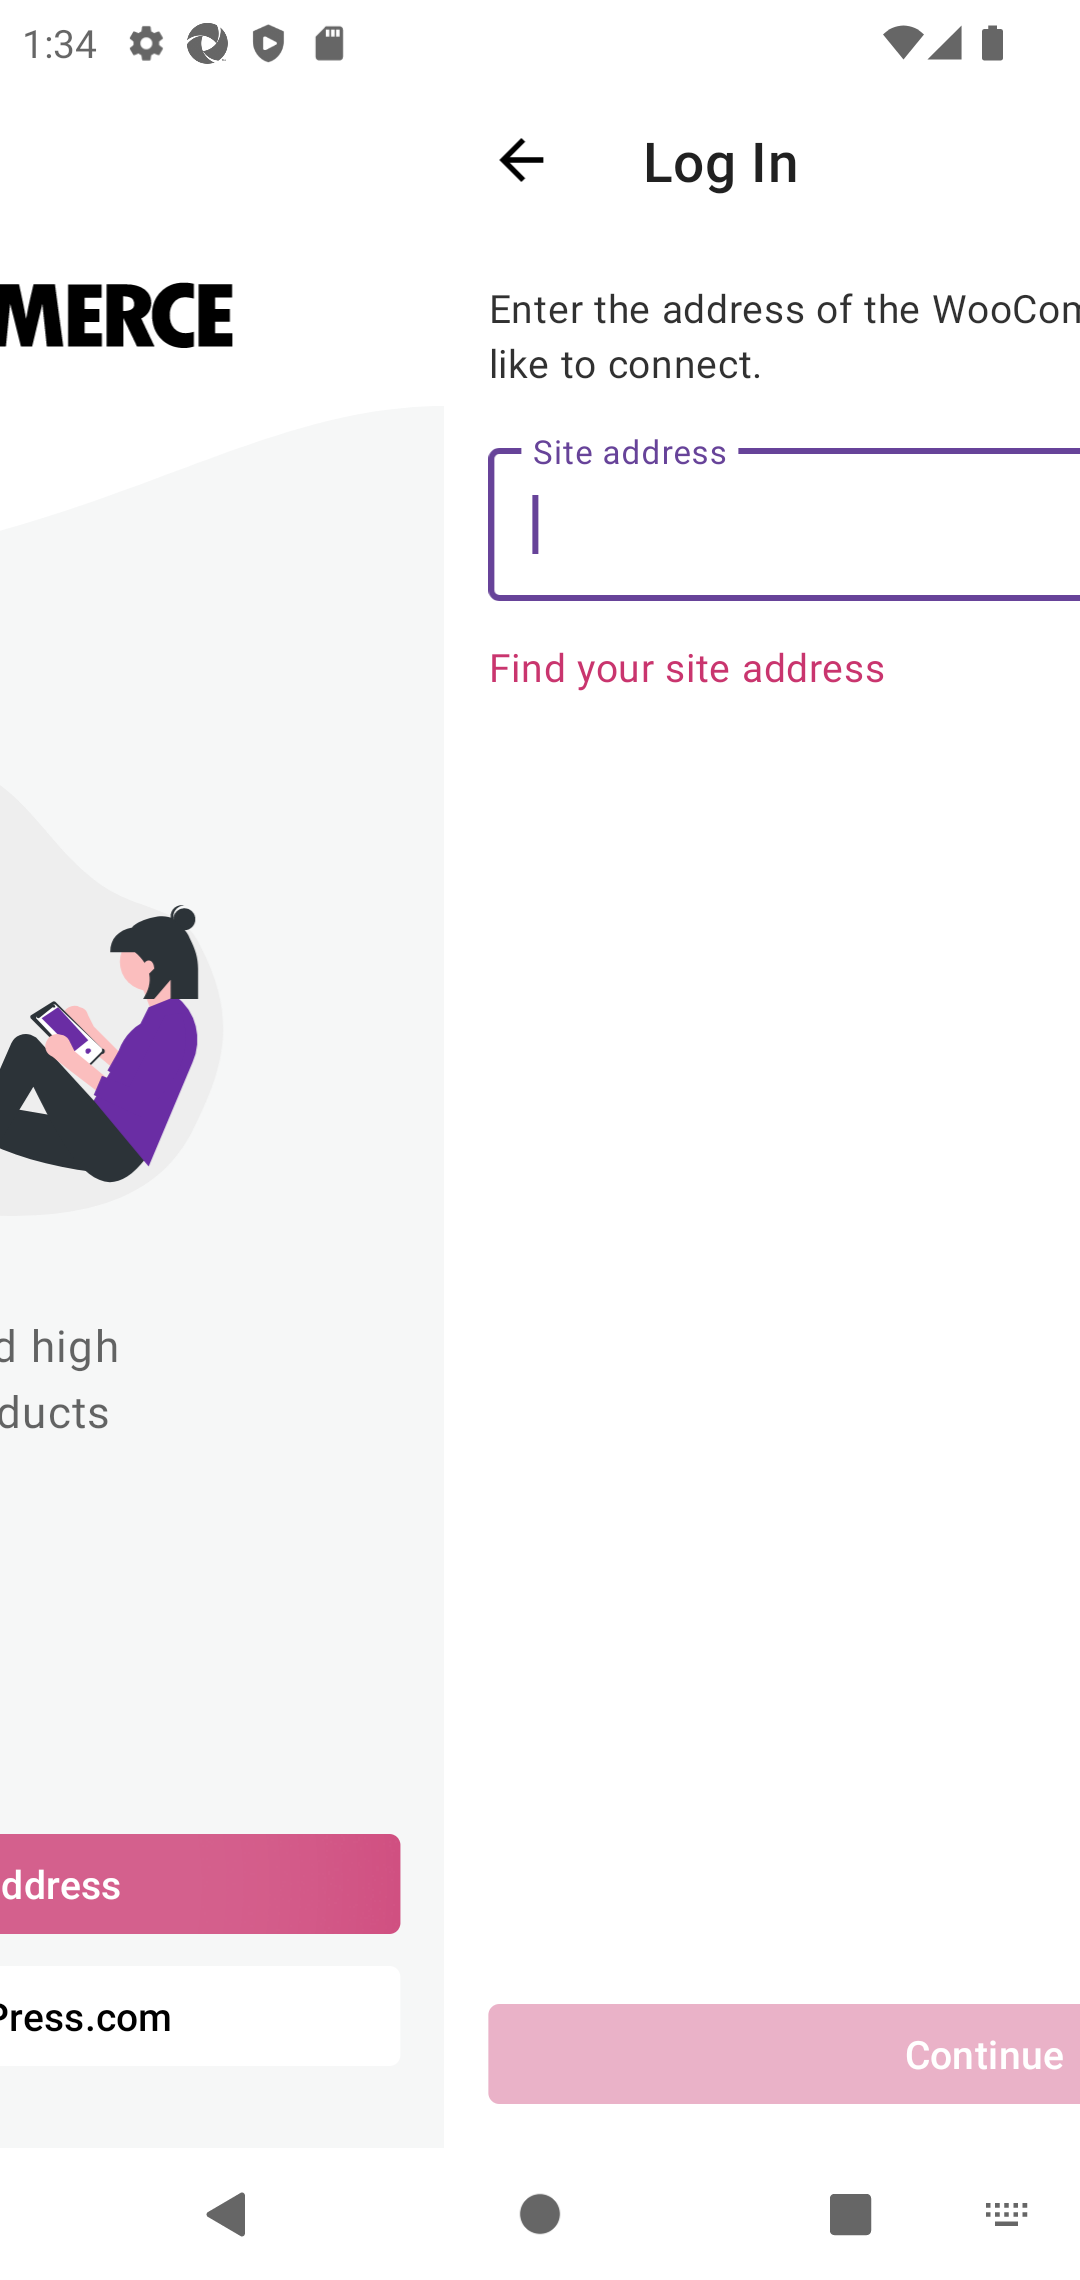 1:34
Log In
MERCE
Enter the address of the WooCom
like to connect.
Site address
Find your site address
d high
ducts
ddress
Press.com
Continue